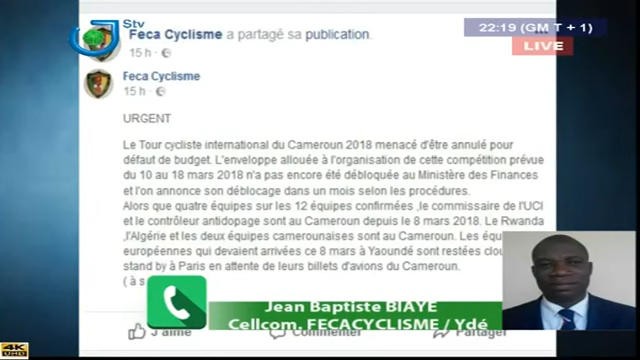 Stv
22:19 (GMT + 1)
LIVE
Feca Cyclisme a partagé sa publication.
15 h
Feca Cyclisme
15 h
URGENT
Le Tour cycliste international du Cameroun 2018 menacé d'être annulé pour
défaut de budget. L'enveloppe allouée à l'organisation de cette compétition prévue
du 10 au 18 mars 2018 n'a pas encore été débloquée au Ministère des Finances
et l'on annonce son déblocage dans un mois selon les procédures.
Alors que quatre équipes sur les 12 équipes confirmées ,le commissaire de l'UCI
et le contrôleur antidopage sont au Cameroun depuis le 8 mars 2018. Le Rwanda
,l'Algérie et les deux équipes camerounaises sont au Cameroun. Les équi
européennes qui devaient arrivées ce 8 mars à Yaoundé sont restées clou
stand by à Paris en attente de leurs billets d'avions du Cameroun.
( à s
Jean Baptiste BIAYE
Cellcom. FECACYCLISME / Ydé
J'aime
Commenter
Partager
4K
UHD